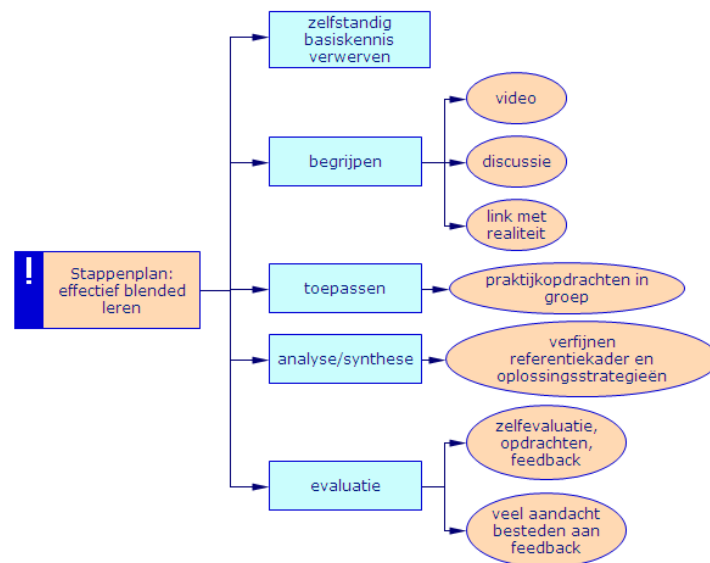 zelfstandig
basiskennis
verwerven
video
begrijpen
discussie
link met
realiteit
!
Stappenplan:
effectief blended
leren
toepassen
praktijkopdrachten in
groep
analyse/synthese
verfijnen
referentiekader en
oplossingsstrategieën
zelfevaluatie,
opdrachten,
feedback
evaluatie
veel aandacht
besteden aan
feedback